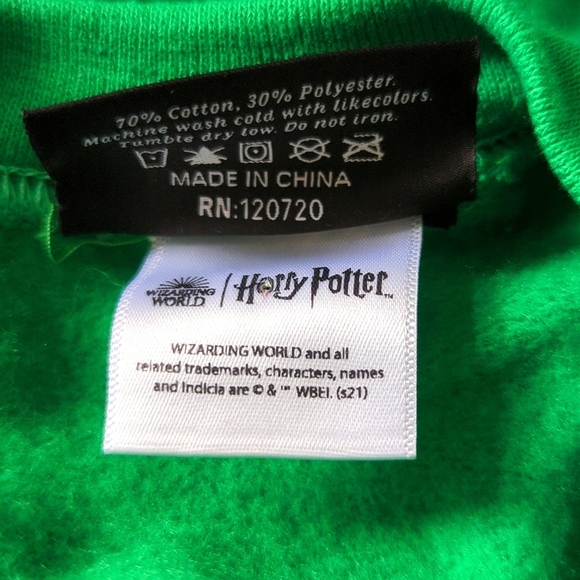 70% Cotton, 30% Polyester.
Machine wash cold with likecolors.
Tumble dry low. Do not iron.
MADE IN CHINA
RN:120720
WIZARDING WORLD / Harry Potter™
WIZARDING WORLD and all
related trademarks, characters, names
and Indicia are © & ™ WBEI. (s21)